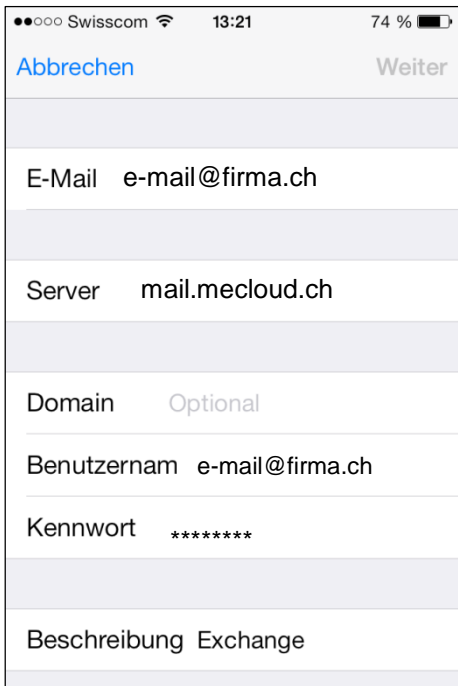 Swisscom 13:21 74 %
Abbrechen Weiter
E-Mail e-mail@firma.ch
Server mail.mecloud.ch
Domain Optional
Benutzernam e-mail@firma.ch
Kennwort ********
Beschreibung Exchange